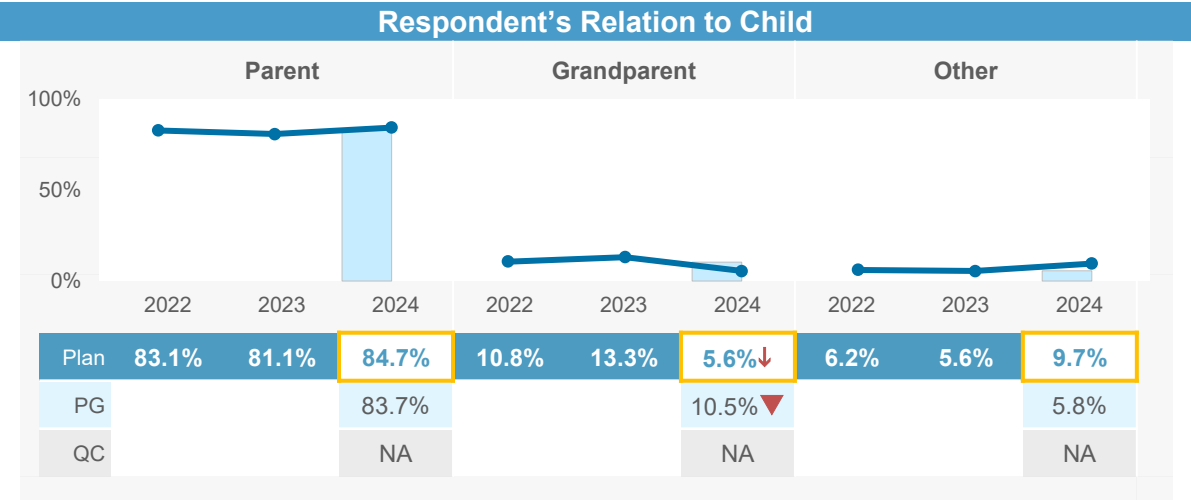 Respondent’s Relation to Child
Parent Grandparent Other
100%
50%
0%
2022 2023 2024 2022 2023 2024 2022 2023 2024
Plan 83.1% 81.1% 84.7% 10.8% 13.3% 5.6%↓ 6.2% 5.6% 9.7%
PG 83.7% 10.5%▼ 5.8%
QC NA NA NA